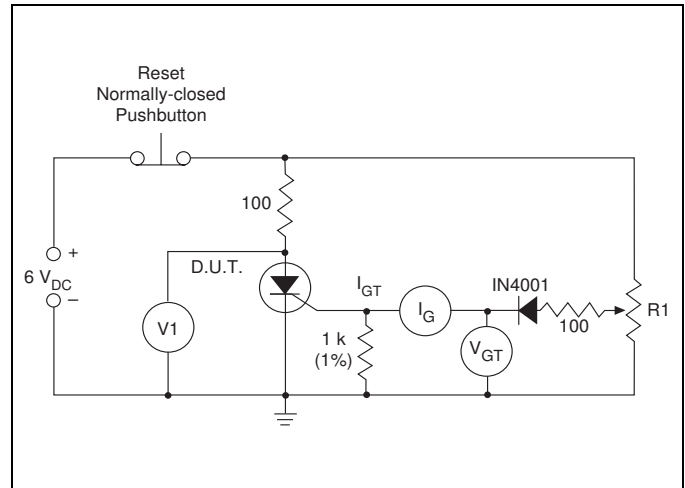 Reset
Normally-closed
Pushbutton
100
+
6 VDC
–
D.U.T.
V1
IGT
IG
1 k
(1%)
IN4001
100
R1
VGT